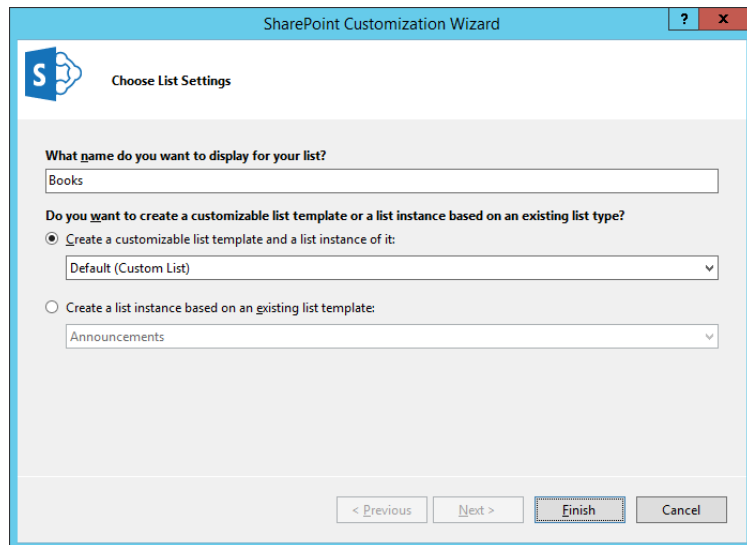 SharePoint Customization Wizard
? x
S
Choose List Settings
What name do you want to display for your list?
Books
Do you want to create a customizable list template or a list instance based on an existing list type?
Create a customizable list template and a list instance of it:
Default (Custom List)
Create a list instance based on an existing list template:
Announcements
< Previous Next > Finish Cancel